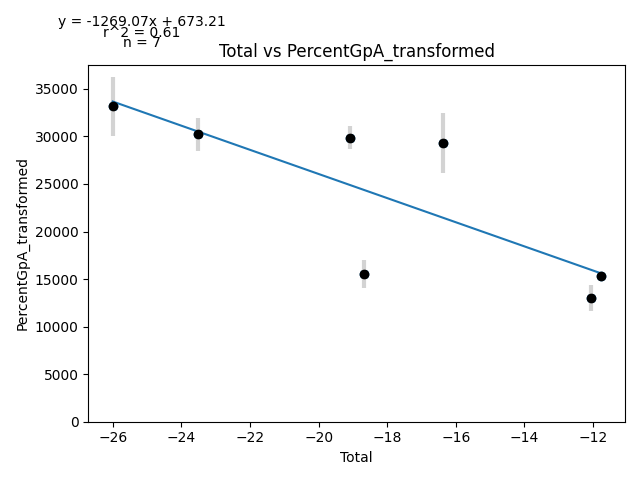 y = -1269.07x + 673.21
r^2 = 0.61
n = 7
Total vs PercentGpA_transformed
PercentGpA_transformed
35000
30000
25000
20000
15000
10000
5000
0
−26
−24
−22
−20
−18
−16
−14
−12
Total